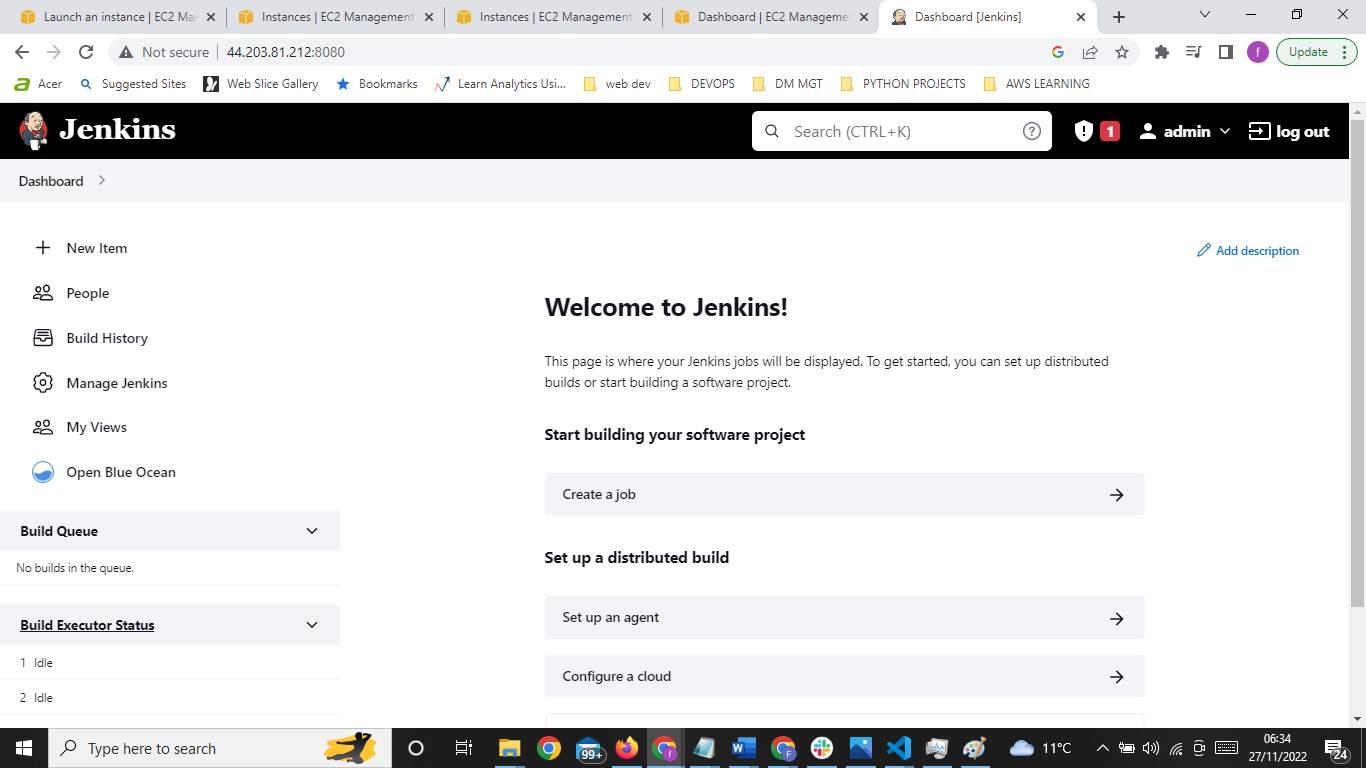 Launch an instance | EC2 Ma
Instances | EC2 Management
Instances | EC2 Management
Dashboard | EC2 Manageme
Dashboard [Jenkins]
Not secure
44.203.81.212:8080
f
Update
Acer
Suggested Sites
Web Slice Gallery
Bookmarks
Learn Analytics Usi...
web dev
DEVOPS
DM MGT
PYTHON PROJECTS
AWS LEARNING
Jenkins
Search (CTRL+K)
1
admin
log out
Dashboard
New Item
People
Build History
Manage Jenkins
My Views
Open Blue Ocean
Build Queue
No builds in the queue.
Build Executor Status
1 Idle
2 Idle
Add description
Welcome to Jenkins!
This page is where your Jenkins jobs will be displayed. To get started, you can set up distributed
builds or start building a software project.
Start building your software project
Create a job
Set up a distributed build
Set up an agent
Configure a cloud
Type here to search
99+
11°C
06:34
27/11/2022
24